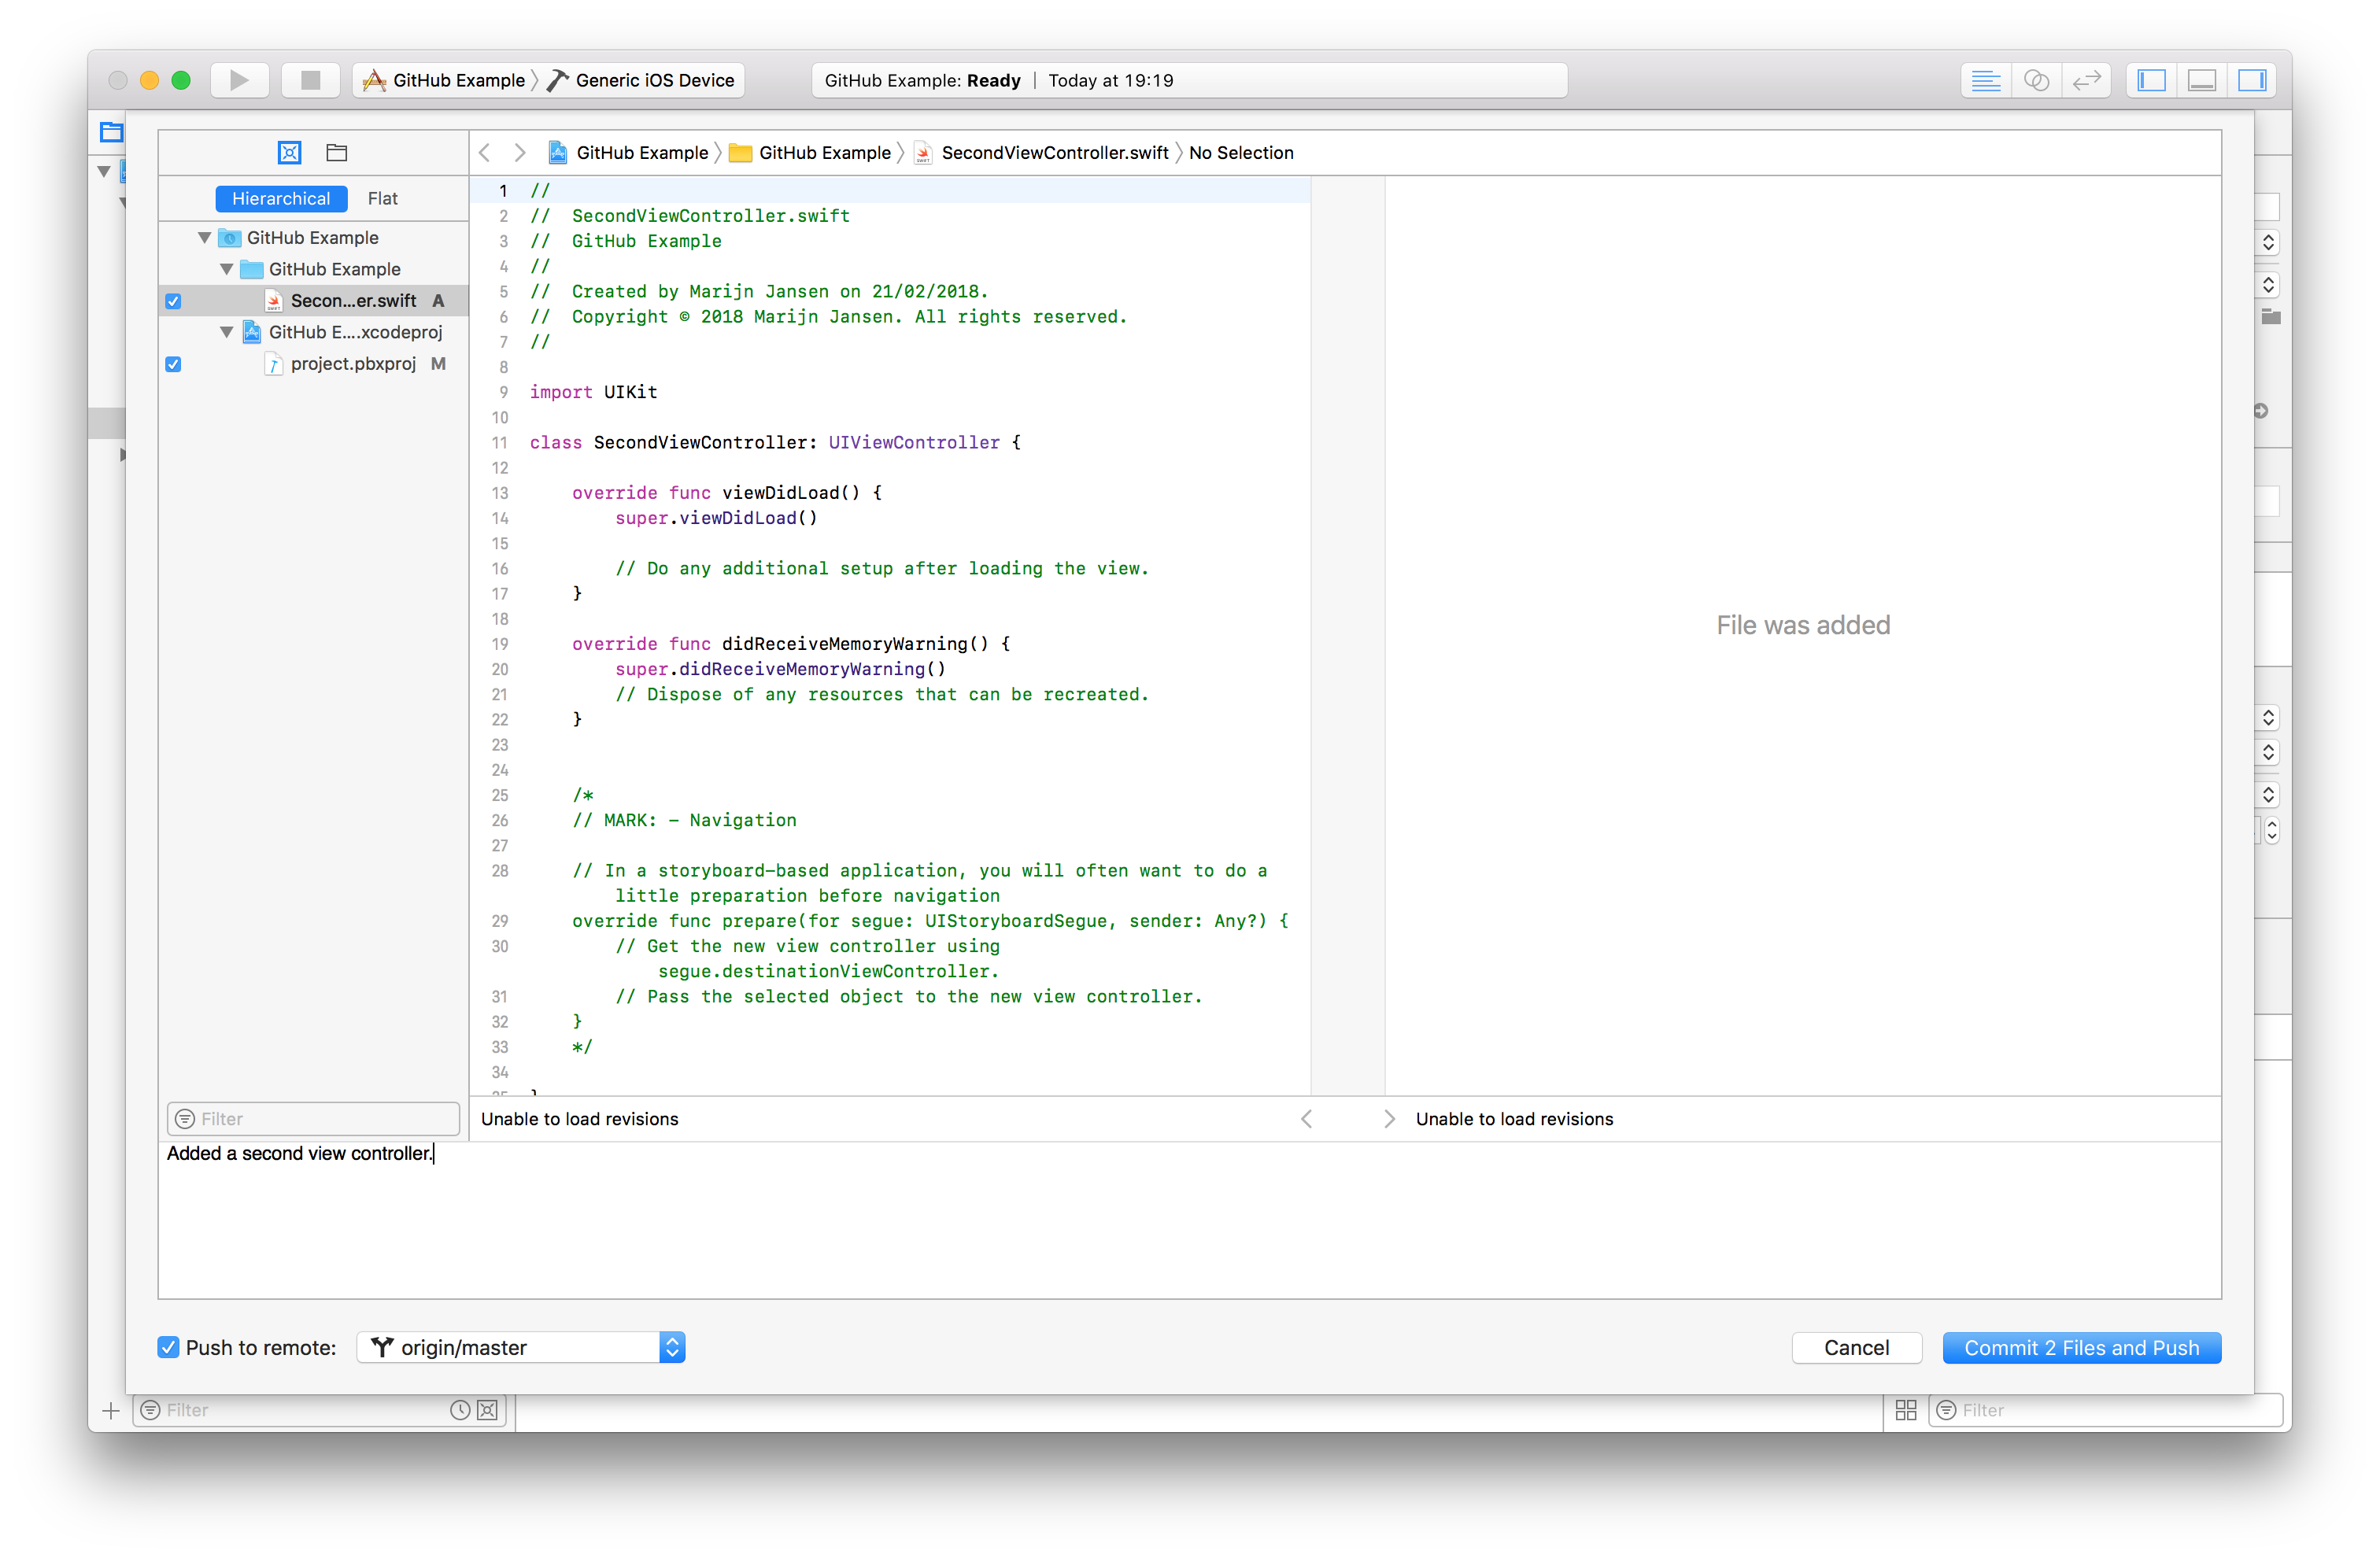 GitHub Example Generic iOS Device
GitHub Example: Ready | Today at 19:19
GitHub Example GitHub Example SecondViewController.swift No Selection
Hierarchical Flat
GitHub Example
GitHub Example
Secon...er.swift A
GitHub E....xcodeproj
project.pbxproj M
1 //
2 //  SecondViewController.swift
3 //  GitHub Example
4 //
5 //  Created by Marijn Jansen on 21/02/2018.
6 //  Copyright © 2018 Marijn Jansen. All rights reserved.
7 //
8
9 import UIKit
10
11 class SecondViewController: UIViewController {
12
13     override func viewDidLoad() {
14         super.viewDidLoad()
15
16         // Do any additional setup after loading the view.
17     }
18
19     override func didReceiveMemoryWarning() {
20         super.didReceiveMemoryWarning()
21         // Dispose of any resources that can be recreated.
22     }
23
24
25     /*
26     // MARK: - Navigation
27
28     // In a storyboard-based application, you will often want to do a
little preparation before navigation
29     override func prepare(for segue: UIStoryboardSegue, sender: Any?) {
30         // Get the new view controller using
segue.destinationViewController.
31         // Pass the selected object to the new view controller.
32     }
33     */
34
File was added
Filter
Unable to load revisions
Unable to load revisions
Added a second view controller.
Push to remote: origin/master
Cancel
Commit 2 Files and Push
Filter
Filter